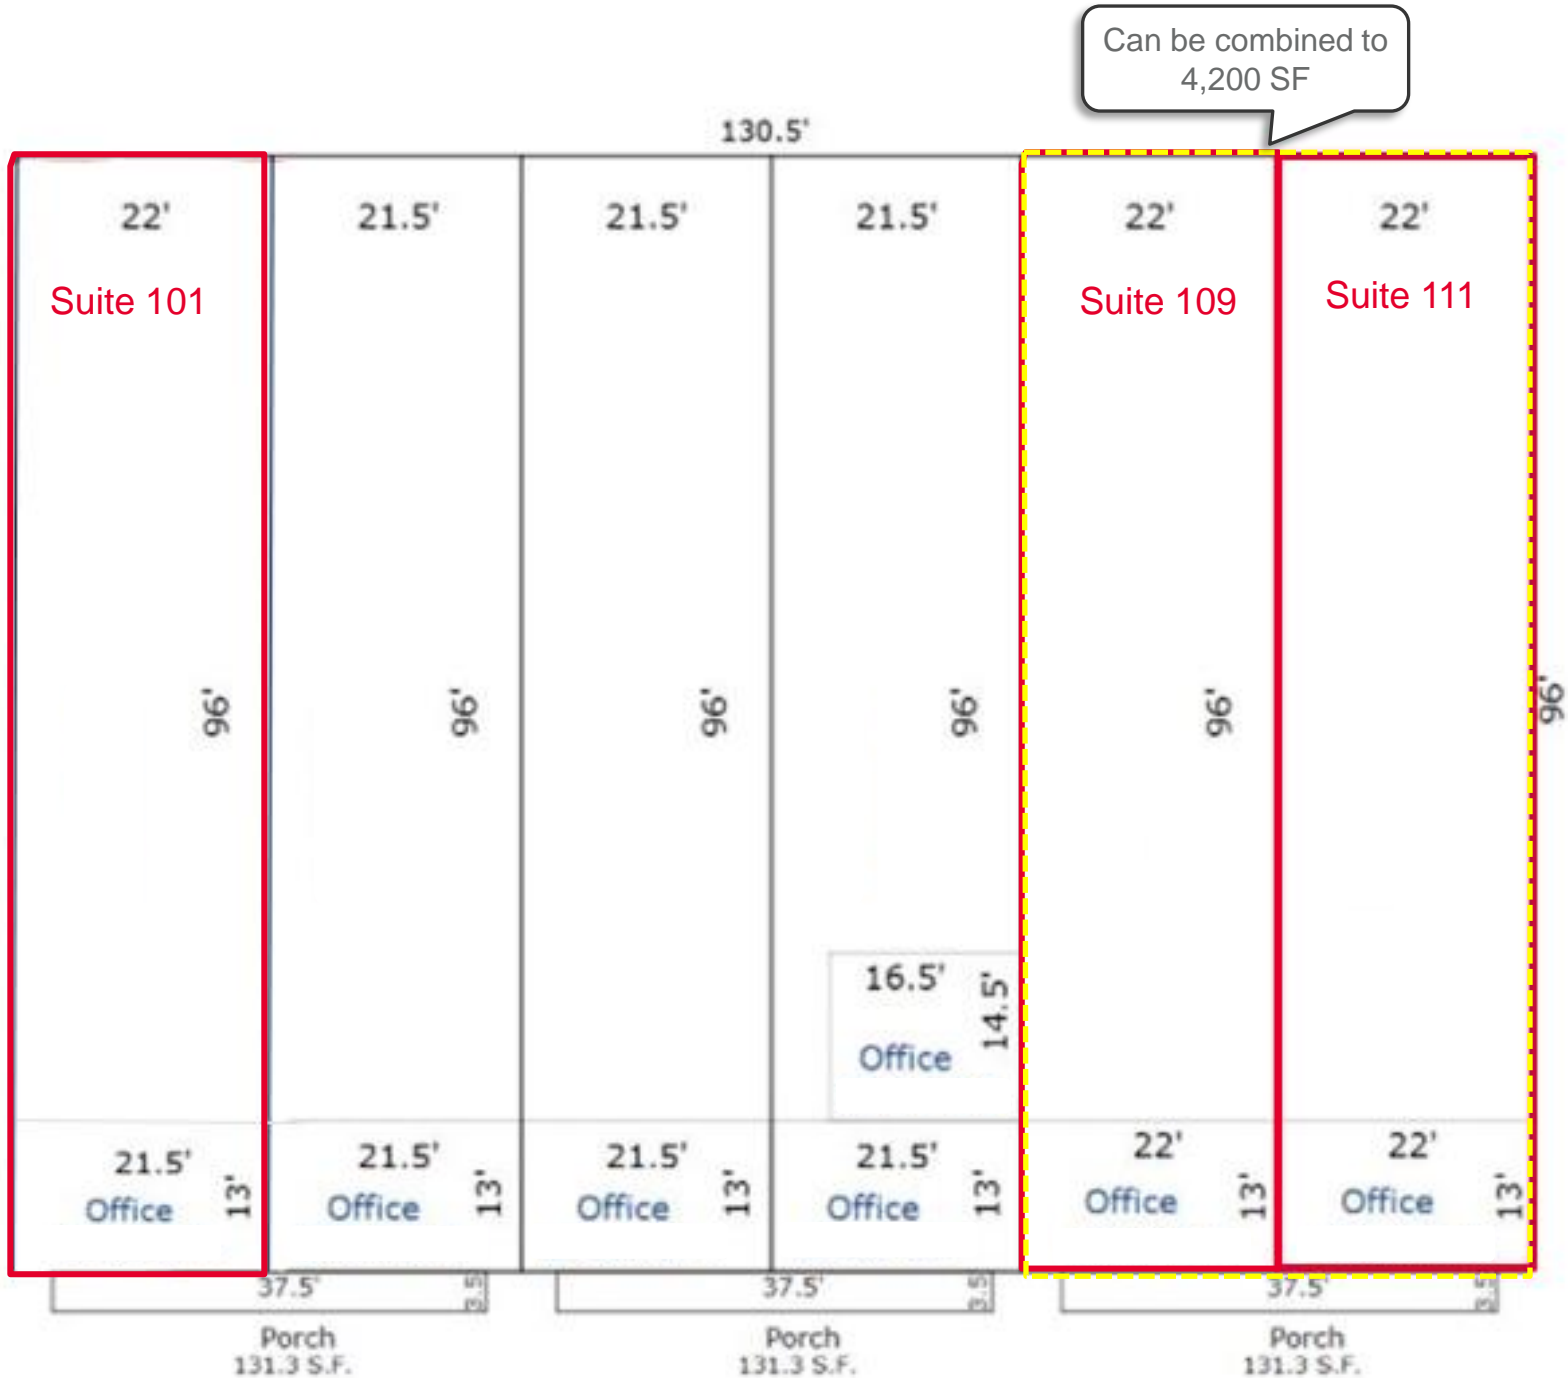 Can be combined to
4,200 SF
130.5'
22'
21.5'
21.5'
21.5'
22'
22'
Suite 101
Suite 109
Suite 111
96'
96'
96'
96'
96'
96'
16.5'
14.5'
Office
21.5'
13'
Office
21.5'
13'
Office
21.5'
13'
Office
21.5'
13'
Office
22'
13'
Office
22'
13'
Office
37.5'
3.5
37.5'
3.5
37.5'
3.5
Porch
131.3 S.F.
Porch
131.3 S.F.
Porch
131.3 S.F.